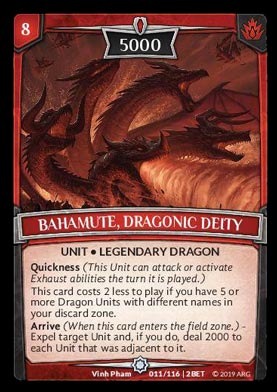 8
5000
BAHAMUTE, DRAGONIC DEITY
UNIT • LEGENDARY DRAGON
Quickness (This Unit can attack or activate
Exhaust abilities the turn it is played.)
This card costs 2 less to play if you have 5 or
more Dragon Units with different names in
your discard zone.
Arrive (When this card enters the field zone.) -
Expel target Unit and, if you do, deal 2000 to
each Unit that was adjacent to it.
Vinh Pham 011/116 | 2BET © 2019 ARG